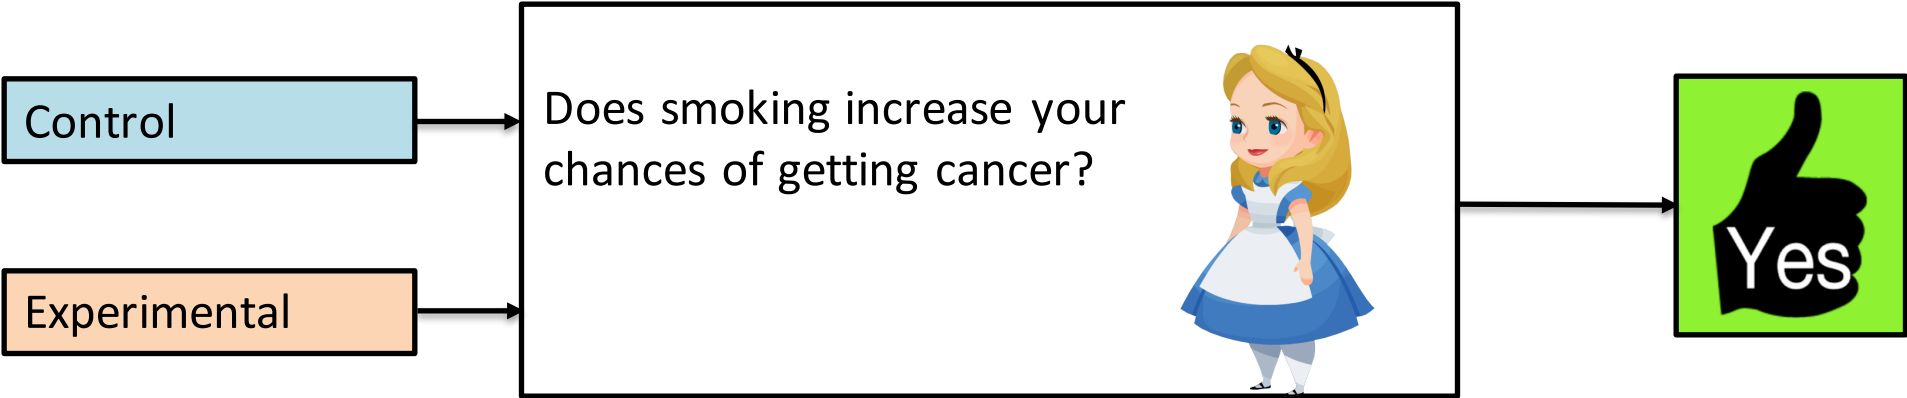 Control
Experimental
Does smoking increase your
chances of getting cancer?
Yes